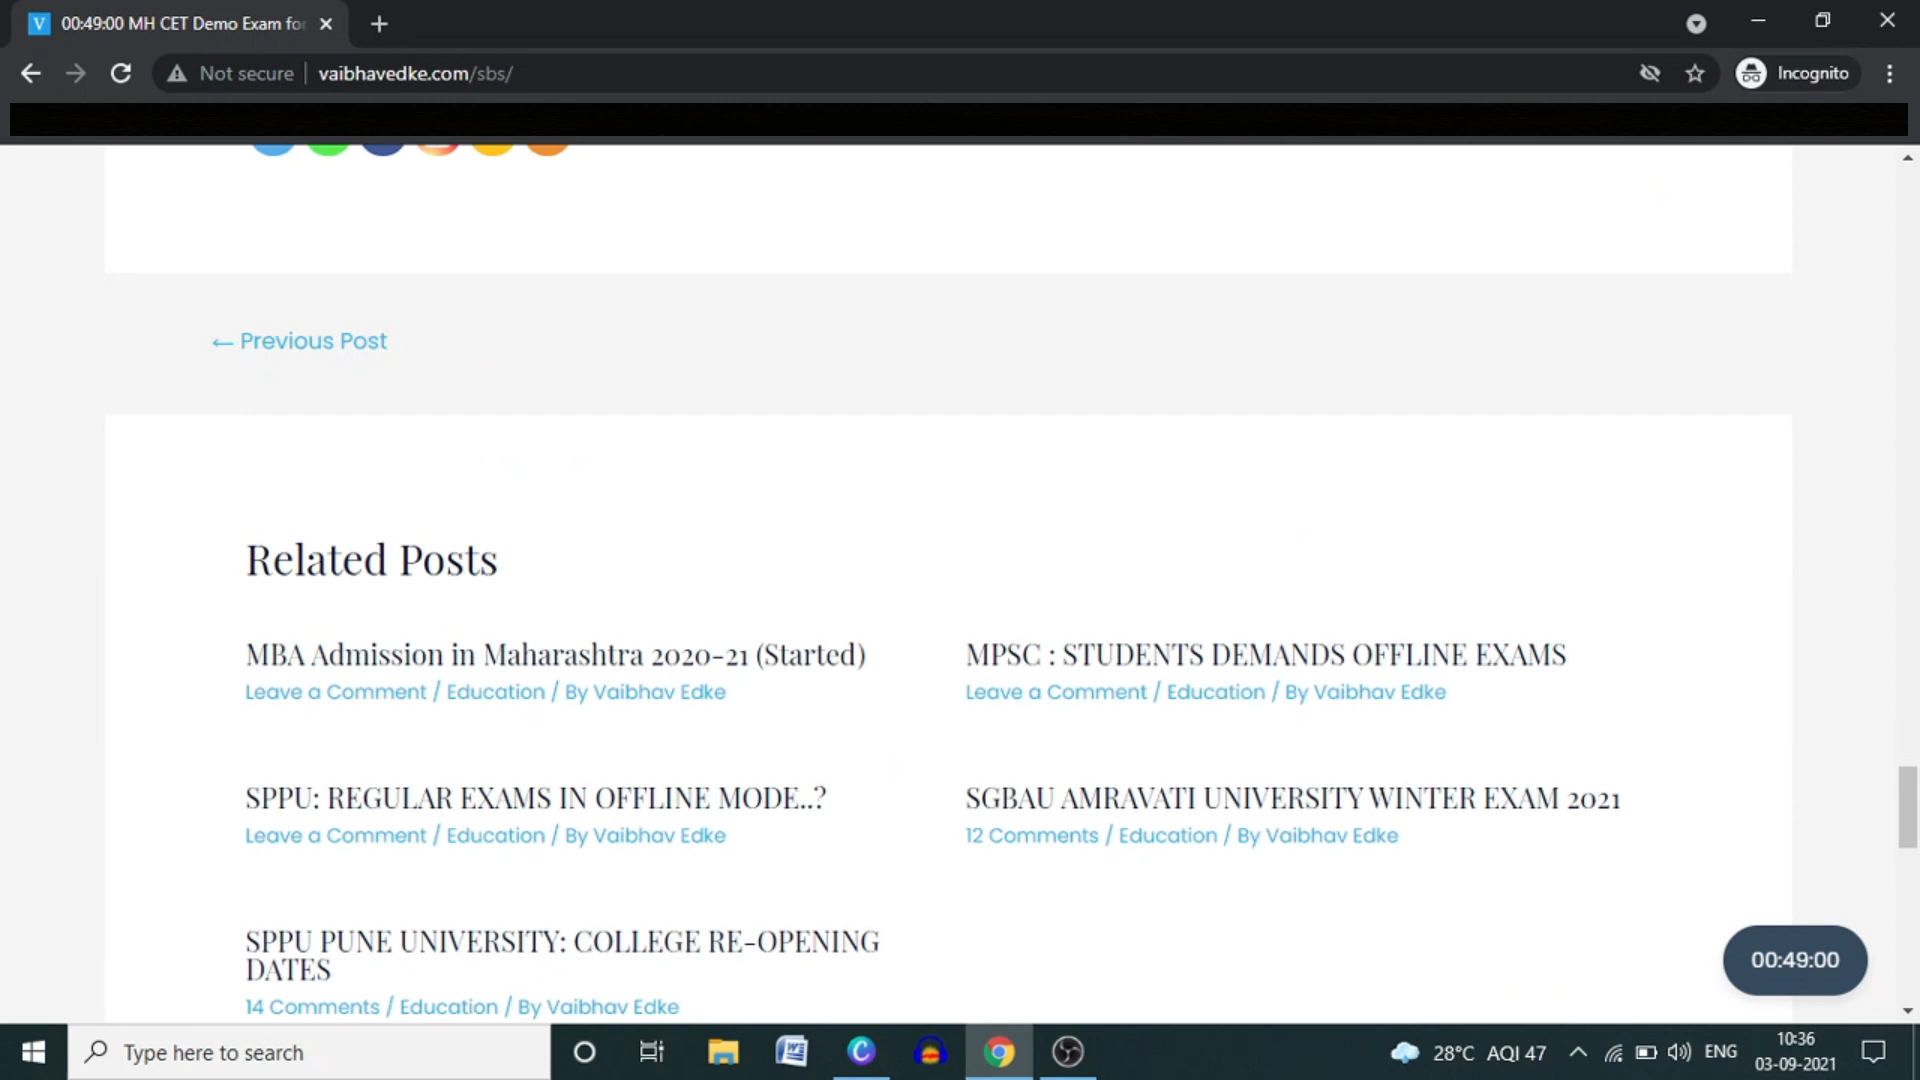 V 00:49:00 MH CET Demo Exam for
Not secure vaibhavedke.com/sbs/ Incognito
← Previous Post
Related Posts
MBA Admission in Maharashtra 2020-21 (Started)
Leave a Comment / Education / By Vaibhav Edke
MPSC : STUDENTS DEMANDS OFFLINE EXAMS
Leave a Comment / Education / By Vaibhav Edke
SPPU: REGULAR EXAMS IN OFFLINE MODE..?
Leave a Comment / Education / By Vaibhav Edke
SGBAU AMRAVATI UNIVERSITY WINTER EXAM 2021
12 Comments / Education / By Vaibhav Edke
SPPU PUNE UNIVERSITY: COLLEGE RE-OPENING
DATES
14 Comments / Education / By Vaibhav Edke
00:49:00
Type here to search
28°C AQI 47
ENG
10:36
03-09-2021